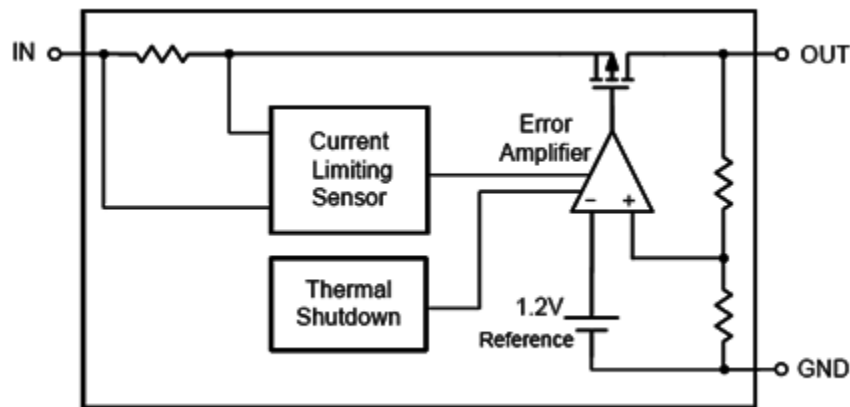 IN
OUT
Error
Amplifier
Current
Limiting
Sensor
- +
Thermal
Shutdown
1.2V
Reference
GND